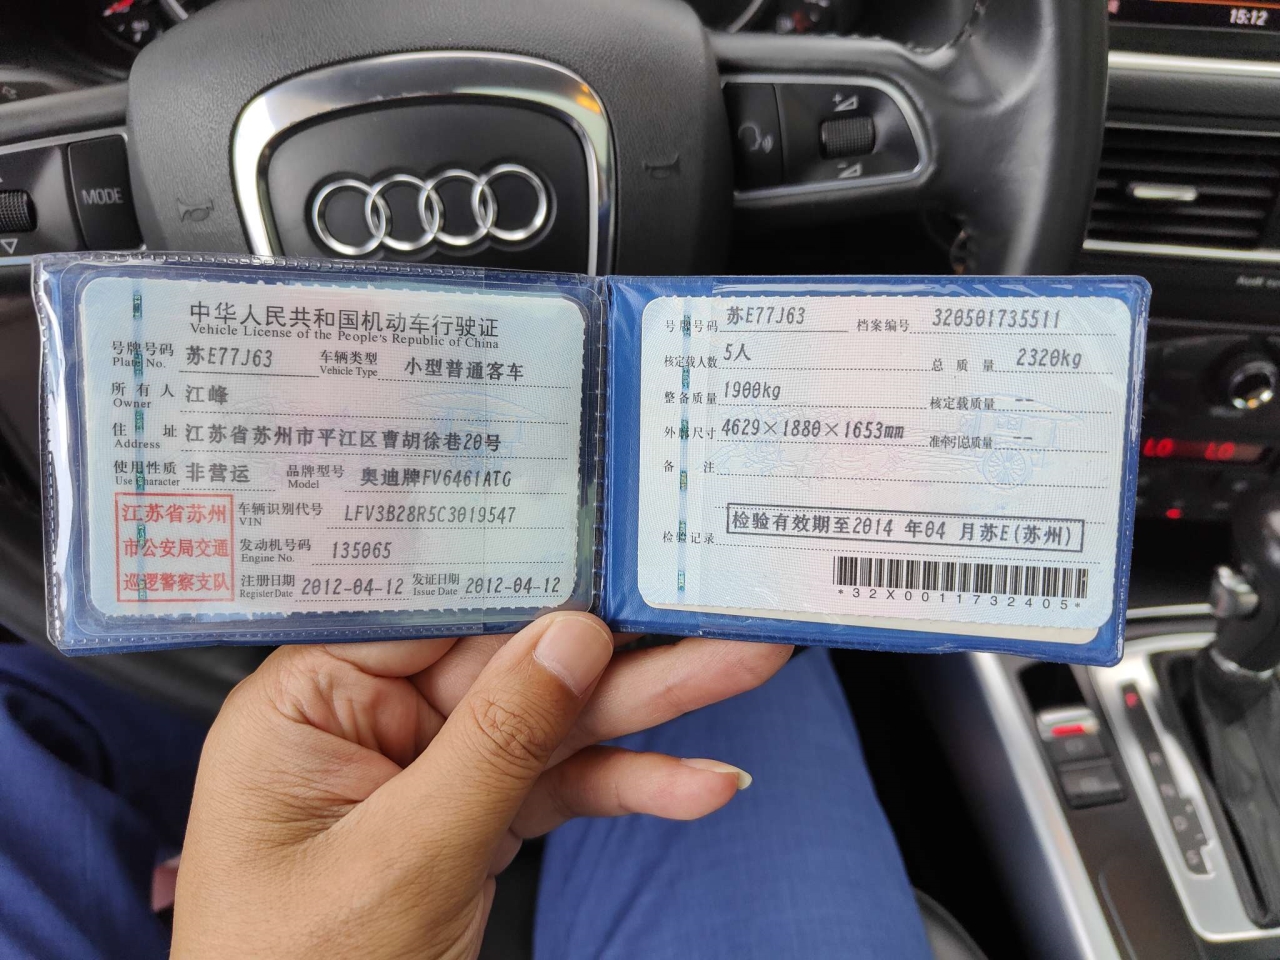 15:12
MODE
中华人民共和国机动车行驶证
Vehicle License of the People's Republic of China
号牌号码 苏E77J63 车辆类型 小型普通客车
Plate No. Vehicle Type
所有人 江峰
Owner
住址 江苏省苏州市平江区曹胡徐巷20号
Address
使用性质 非营运 品牌型号 奥迪牌FV6461ATG
Use Character Model
江苏省苏州
市公安局交通
巡逻警察支队
车辆识别代号 LFV3B28R5C3019547
VIN
发动机号码 135065
Engine No.
注册日期 2012-04-12 发证日期 2012-04-12
Register Date Issue Date
号牌号码 苏E77J63 档案编号 320501735511
核定载人数 5人 总质量 2320kg
整备质量 1900kg 核定载质量 --
外廓尺寸 4629×1880×1653mm 准牵引总质量 --
备注
检验记录 检验有效期至2014 年04 月苏E(苏州)
*32X0011732405*
LO LO